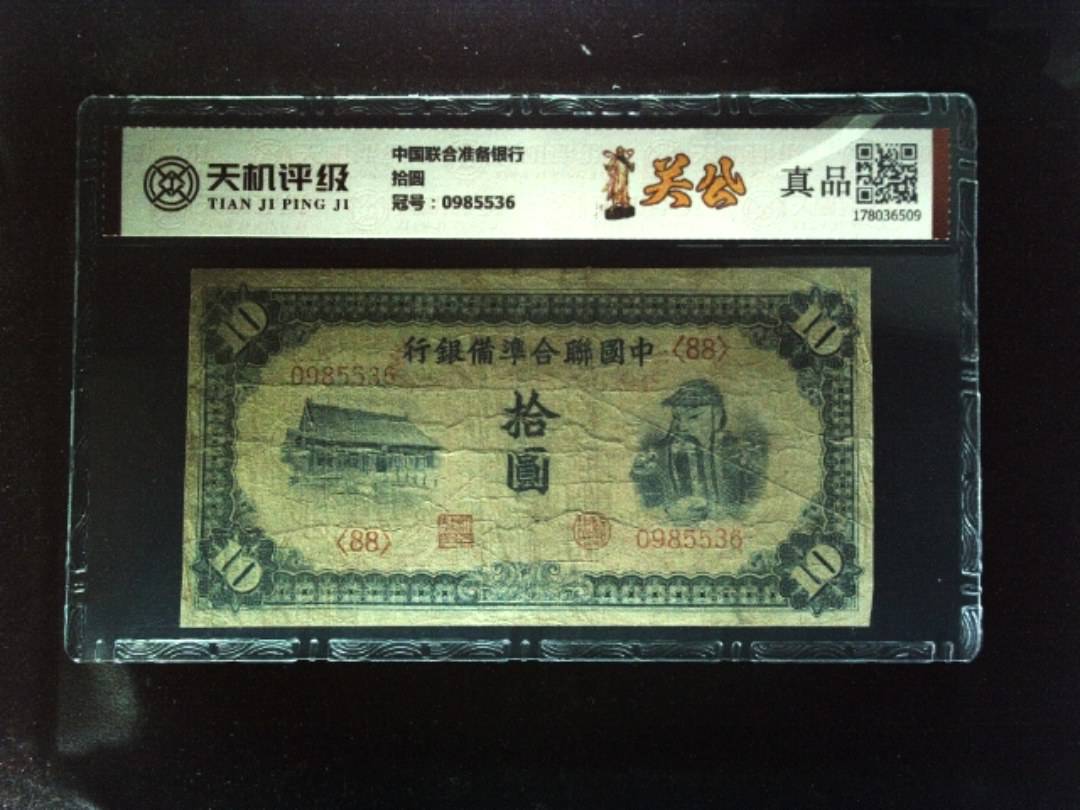 天机评级
TIAN JI PING JI
中国联合准备银行
拾圆
冠号：0985536
关公
真品
178036509
10
10
行銀備準合聯國中
〈88〉
0985536
拾
圓
〈88〉
0985536
10
10